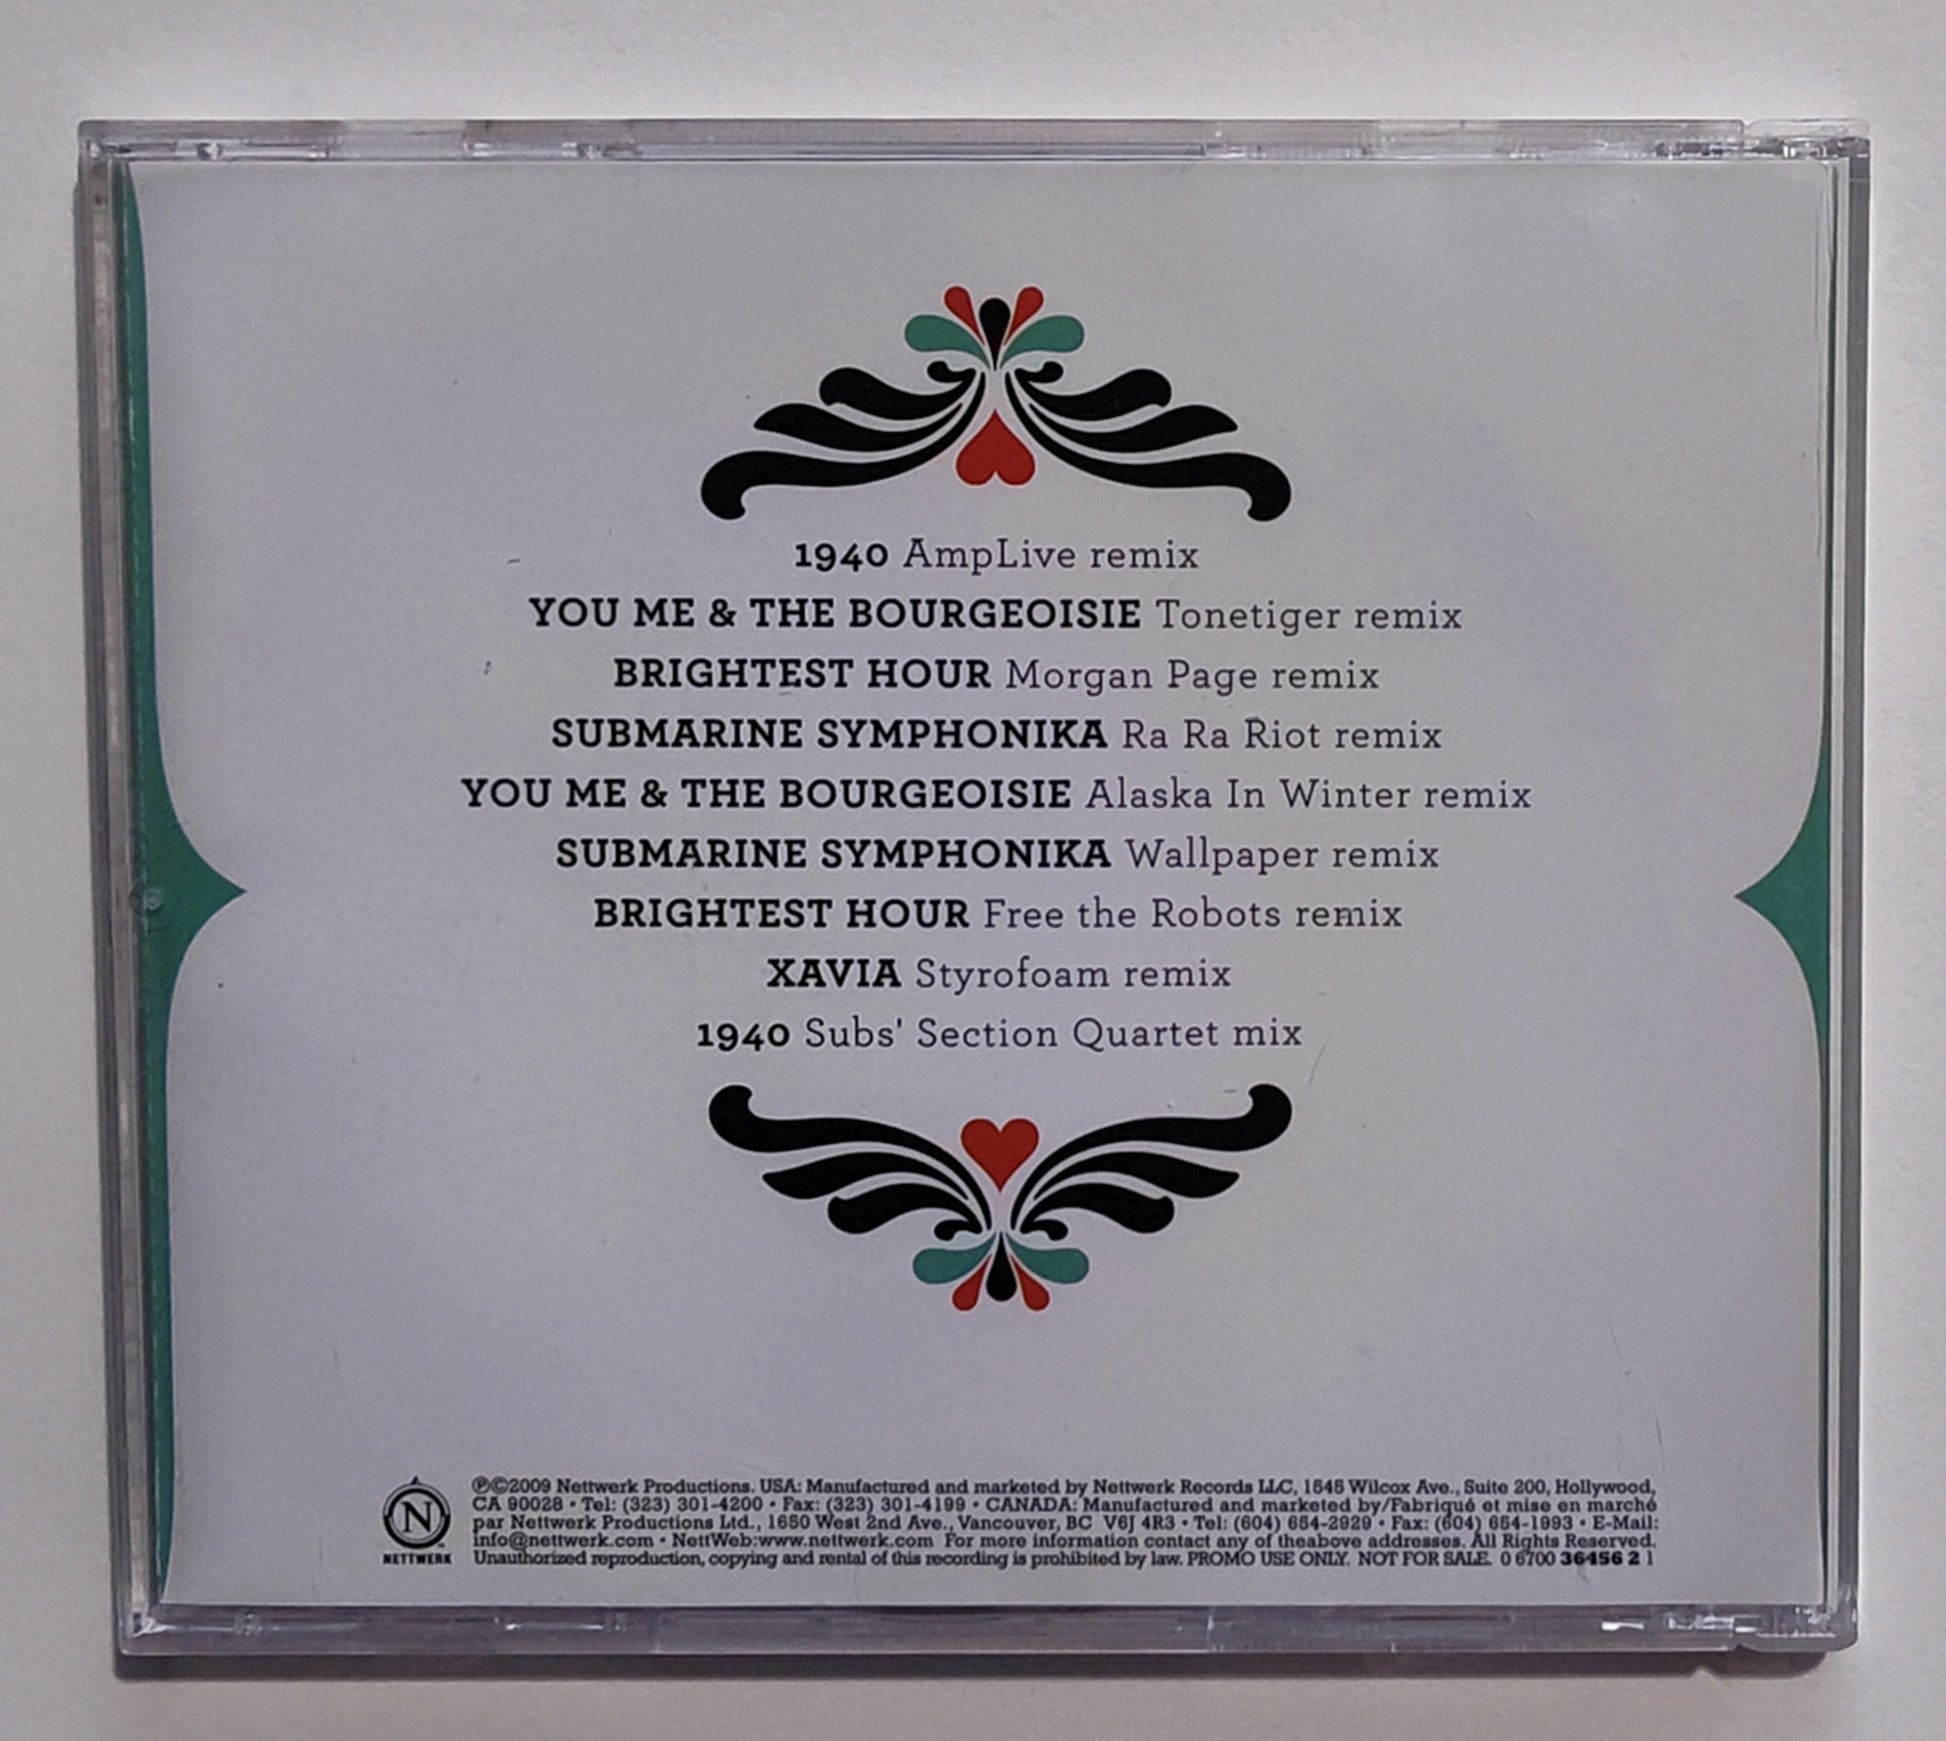 1940 AmpLive remix
YOU ME & THE BOURGEOISIE Tonetiger remix
BRIGHTEST HOUR Morgan Page remix
SUBMARINE SYMPHONIKA Ra Ra Riot remix
YOU ME & THE BOURGEOISIE Alaska In Winter remix
SUBMARINE SYMPHONIKA Wallpaper remix
BRIGHTEST HOUR Free the Robots remix
XAVIA Styrofoam remix
1940 Subs' Section Quartet mix
N
NETTWERK
℗©2009 Nettwerk Productions. USA: Manufactured and marketed by Nettwerk Records LLC, 1545 Wilcox Ave., Suite 200, Hollywood,
CA 90028 • Tel: (323) 301-4200 • Fax: (323) 301-4199 • CANADA: Manufactured and marketed by/Fabriqué et mise en marché
par Nettwerk Productions Ltd., 1650 West 2nd Ave., Vancouver, BC V6J 4R3 • Tel: (604) 654-2929 • Fax: (604) 654-1993 • E-Mail:
info@nettwerk.com • NettWeb:www.nettwerk.com For more information contact any of theabove addresses. All Rights Reserved.
Unauthorized reproduction, copying and rental of this recording is prohibited by law. PROMO USE ONLY. NOT FOR SALE. 0 6700 36456 2 1